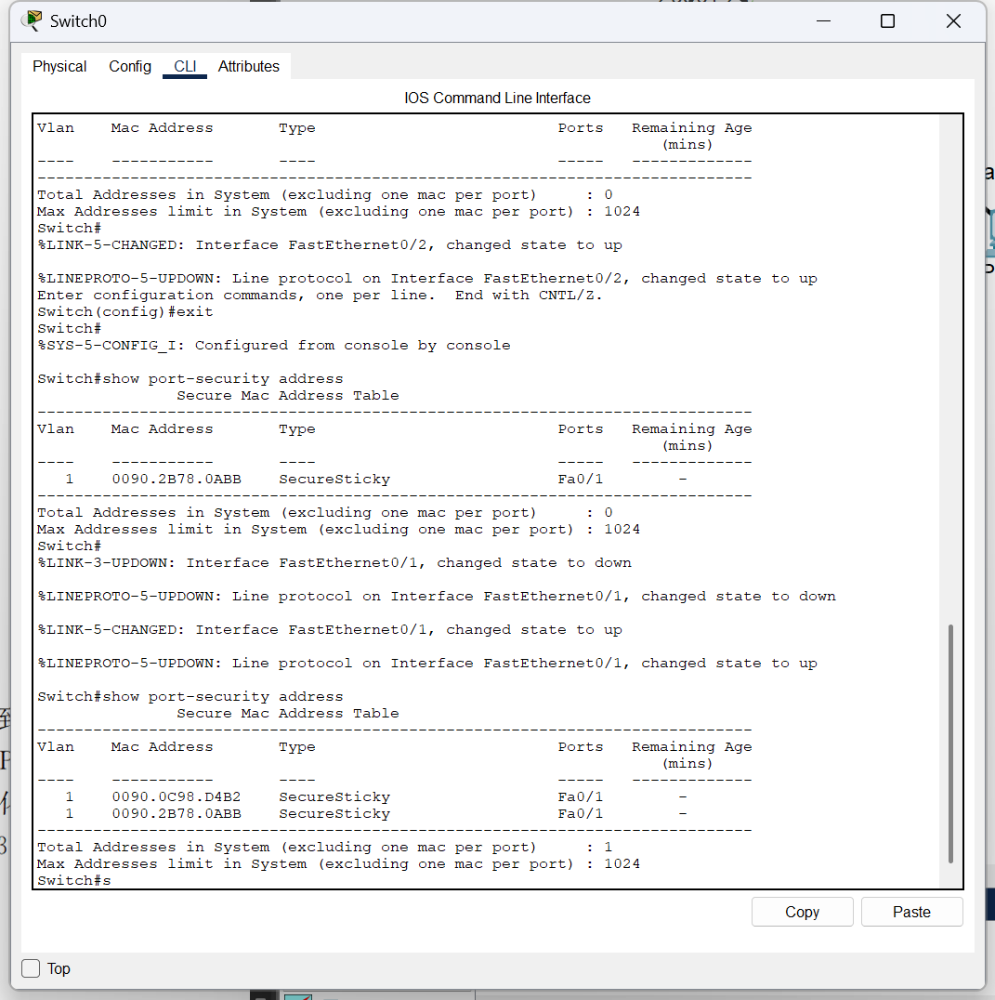 Switch0
Physical Config CLI Attributes
IOS Command Line Interface
Vlan Mac Address Type Ports Remaining Age
(mins)
---- ----------- ---- ----- -------------
-----------------------------------------------------------------------------
Total Addresses in System (excluding one mac per port) : 0
Max Addresses limit in System (excluding one mac per port) : 1024
Switch#
%LINK-5-CHANGED: Interface FastEthernet0/2, changed state to up
%LINEPROTO-5-UPDOWN: Line protocol on Interface FastEthernet0/2, changed state to up
Enter configuration commands, one per line. End with CNTL/Z.
Switch(config)#exit
Switch#
%SYS-5-CONFIG_I: Configured from console by console
Switch#show port-security address
Secure Mac Address Table
-----------------------------------------------------------------------------
Vlan Mac Address Type Ports Remaining Age
(mins)
---- ----------- ---- ----- -------------
1 0090.2B78.0ABB SecureSticky Fa0/1 -
-----------------------------------------------------------------------------
Total Addresses in System (excluding one mac per port) : 0
Max Addresses limit in System (excluding one mac per port) : 1024
Switch#
%LINK-3-UPDOWN: Interface FastEthernet0/1, changed state to down
%LINEPROTO-5-UPDOWN: Line protocol on Interface FastEthernet0/1, changed state to down
%LINK-5-CHANGED: Interface FastEthernet0/1, changed state to up
%LINEPROTO-5-UPDOWN: Line protocol on Interface FastEthernet0/1, changed state to up
Switch#show port-security address
Secure Mac Address Table
-----------------------------------------------------------------------------
Vlan Mac Address Type Ports Remaining Age
(mins)
---- ----------- ---- ----- -------------
1 0090.0C98.D4B2 SecureSticky Fa0/1 -
1 0090.2B78.0ABB SecureSticky Fa0/1 -
-----------------------------------------------------------------------------
Total Addresses in System (excluding one mac per port) : 1
Max Addresses limit in System (excluding one mac per port) : 1024
Switch#s
Copy Paste
Top